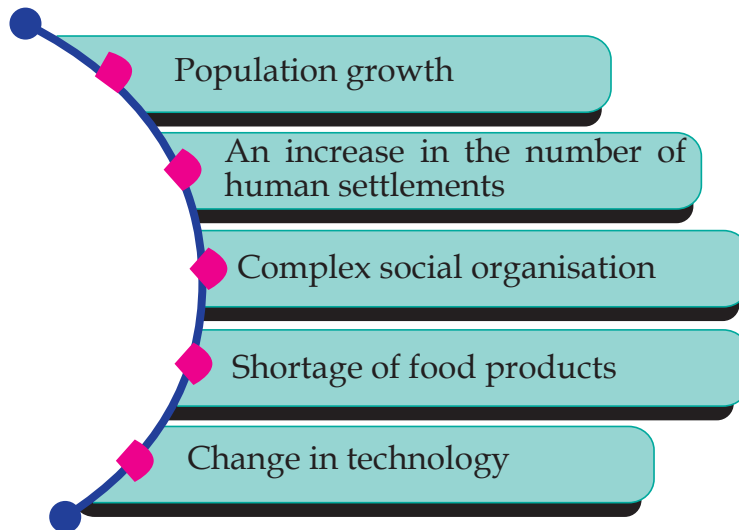 Population growth
An increase in the number of
human settlements
Complex social organisation
Shortage of food products
Change in technology